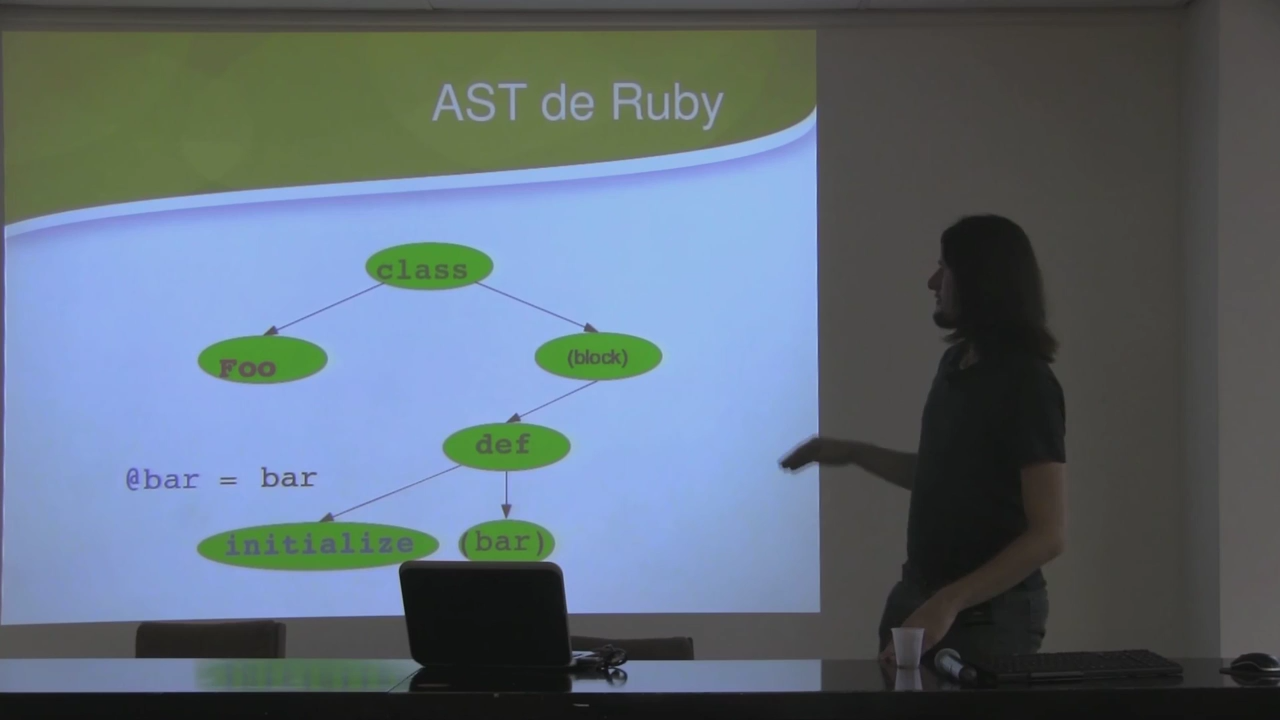 AST de Ruby
class
Foo
(block)
def
@bar = bar
initialize
(bar)